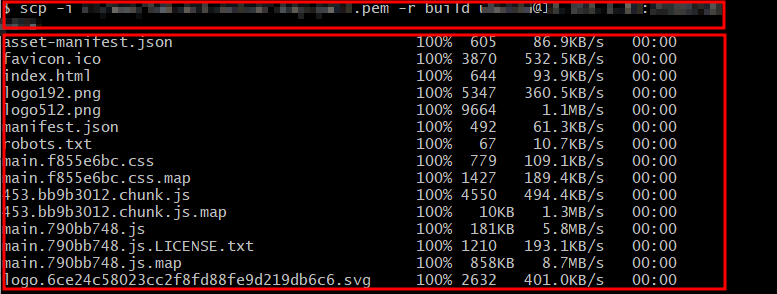 $ scp -i .pem -r build u @ :
asset-manifest.json 100% 605 86.9KB/s 00:00
favicon.ico 100% 3870 532.5KB/s 00:00
index.html 100% 644 93.9KB/s 00:00
logo192.png 100% 5347 360.5KB/s 00:00
logo512.png 100% 9664 1.1MB/s 00:00
manifest.json 100% 492 61.3KB/s 00:00
robots.txt 100% 67 10.7KB/s 00:00
main.f855e6bc.css 100% 779 109.1KB/s 00:00
main.f855e6bc.css.map 100% 1427 189.4KB/s 00:00
453.bb9b3012.chunk.js 100% 4550 494.4KB/s 00:00
453.bb9b3012.chunk.js.map 100% 10KB 1.3MB/s 00:00
main.790bb748.js 100% 181KB 5.8MB/s 00:00
main.790bb748.js.LICENSE.txt 100% 1210 193.1KB/s 00:00
main.790bb748.js.map 100% 858KB 8.7MB/s 00:00
logo.6ce24c58023cc2f8fd88fe9d219db6c6.svg 100% 2632 401.0KB/s 00:00